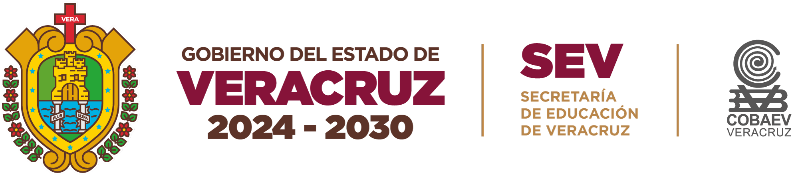 VERA
GOBIERNO DEL ESTADO DE
VERACRUZ
2024 - 2030
SEV
SECRETARÍA
DE EDUCACIÓN
DE VERACRUZ
COBAEV
VERACRUZ